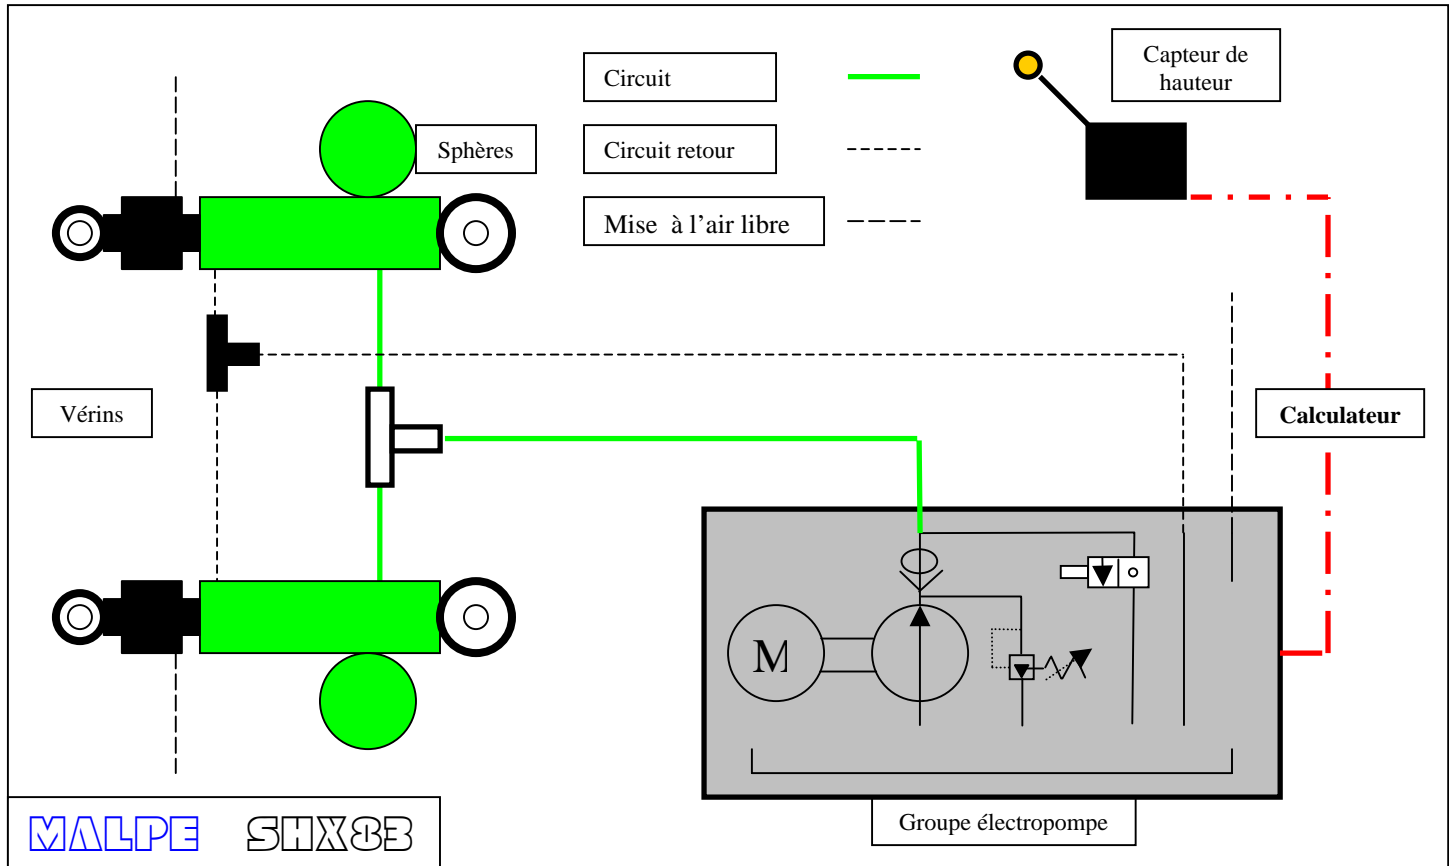 Circuit
Capteur de
hauteur
Sphères
Circuit retour
Mise à l'air libre
Vérins
Calculateur
M
Groupe électropompe
MALPE SHX83